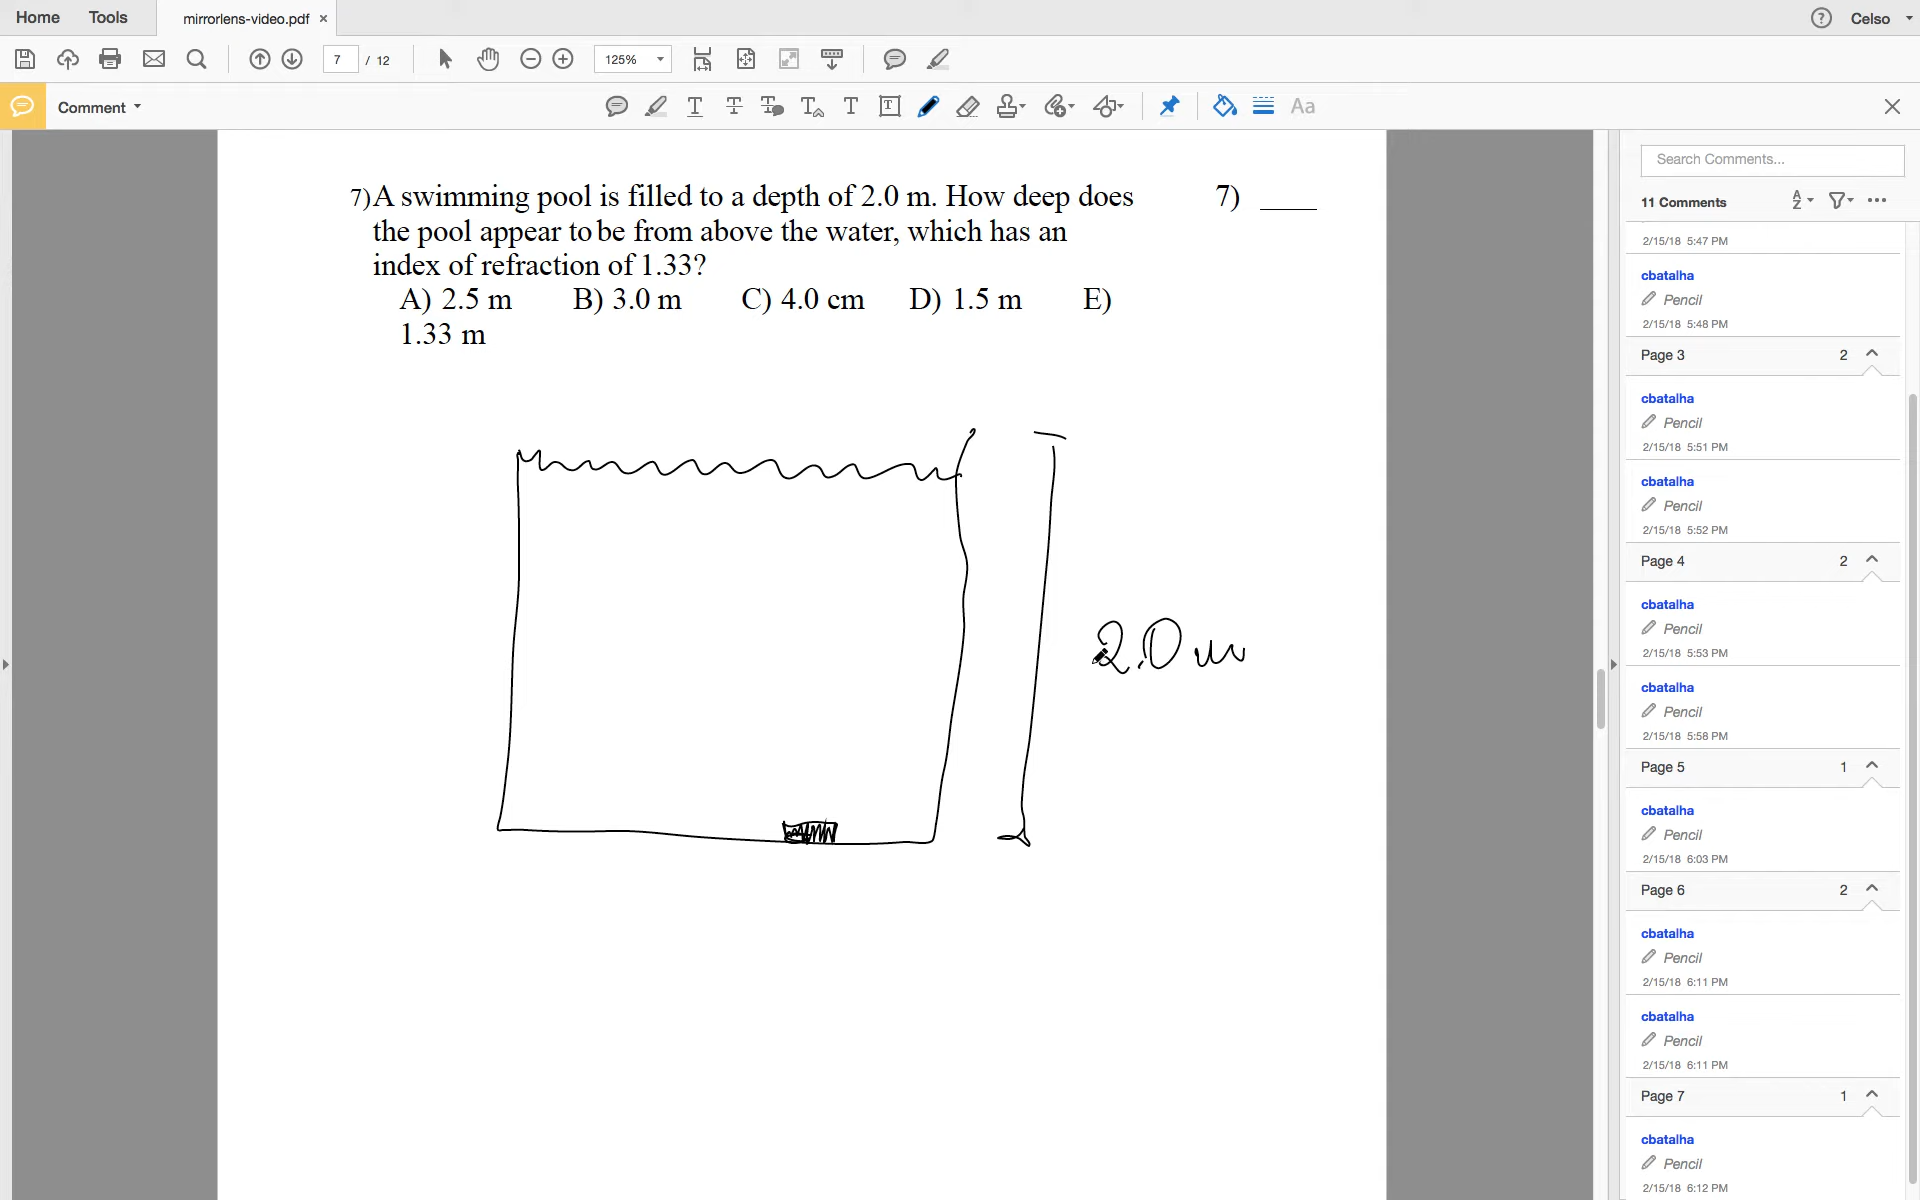 Home Tools mirrorlens-video.pdf × Celso
7 / 12 125%
Comment Aa
7)A swimming pool is filled to a depth of 2.0 m. How deep does 7) ____
the pool appear to be from above the water, which has an
index of refraction of 1.33?
A) 2.5 m B) 3.0 m C) 4.0 cm D) 1.5 m E)
1.33 m
2.0 m
Search Comments...
11 Comments
2/15/18 5:47 PM
cbatalha
Pencil
2/15/18 5:48 PM
Page 3 2
cbatalha
Pencil
2/15/18 5:51 PM
cbatalha
Pencil
2/15/18 5:52 PM
Page 4 2
cbatalha
Pencil
2/15/18 5:53 PM
cbatalha
Pencil
2/15/18 5:58 PM
Page 5 1
cbatalha
Pencil
2/15/18 6:03 PM
Page 6 2
cbatalha
Pencil
2/15/18 6:11 PM
cbatalha
Pencil
2/15/18 6:11 PM
Page 7 1
cbatalha
Pencil
2/15/18 6:12 PM